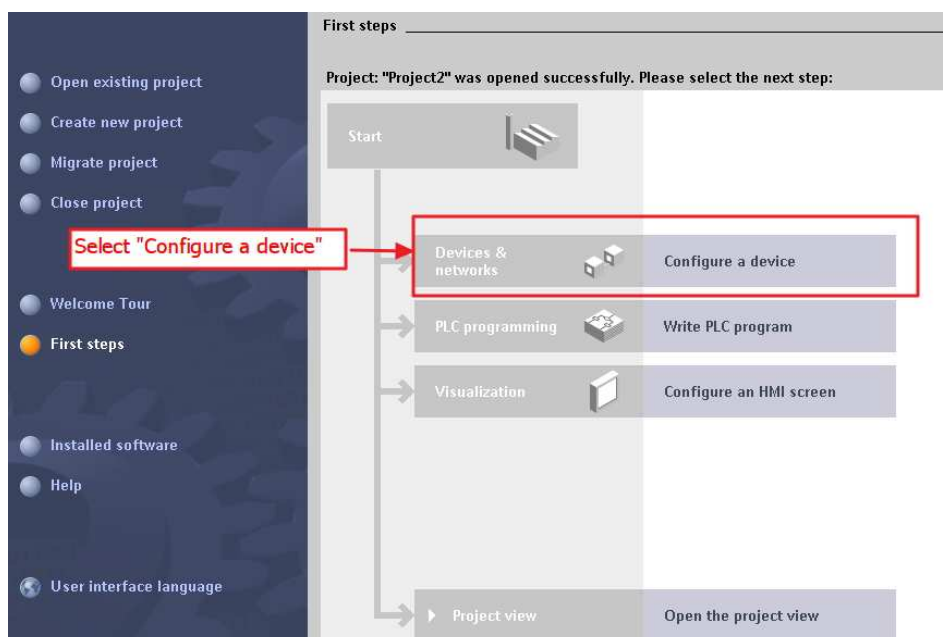 First steps
Project: "Project2" was opened successfully. Please select the next step:
Open existing project
Create new project
Migrate project
Close project
Welcome Tour
First steps
Installed software
Help
User interface language
Start
Select "Configure a device"
Devices &
networks
Configure a device
PLC programming
Write PLC program
Visualization
Configure an HMI screen
Project view
Open the project view